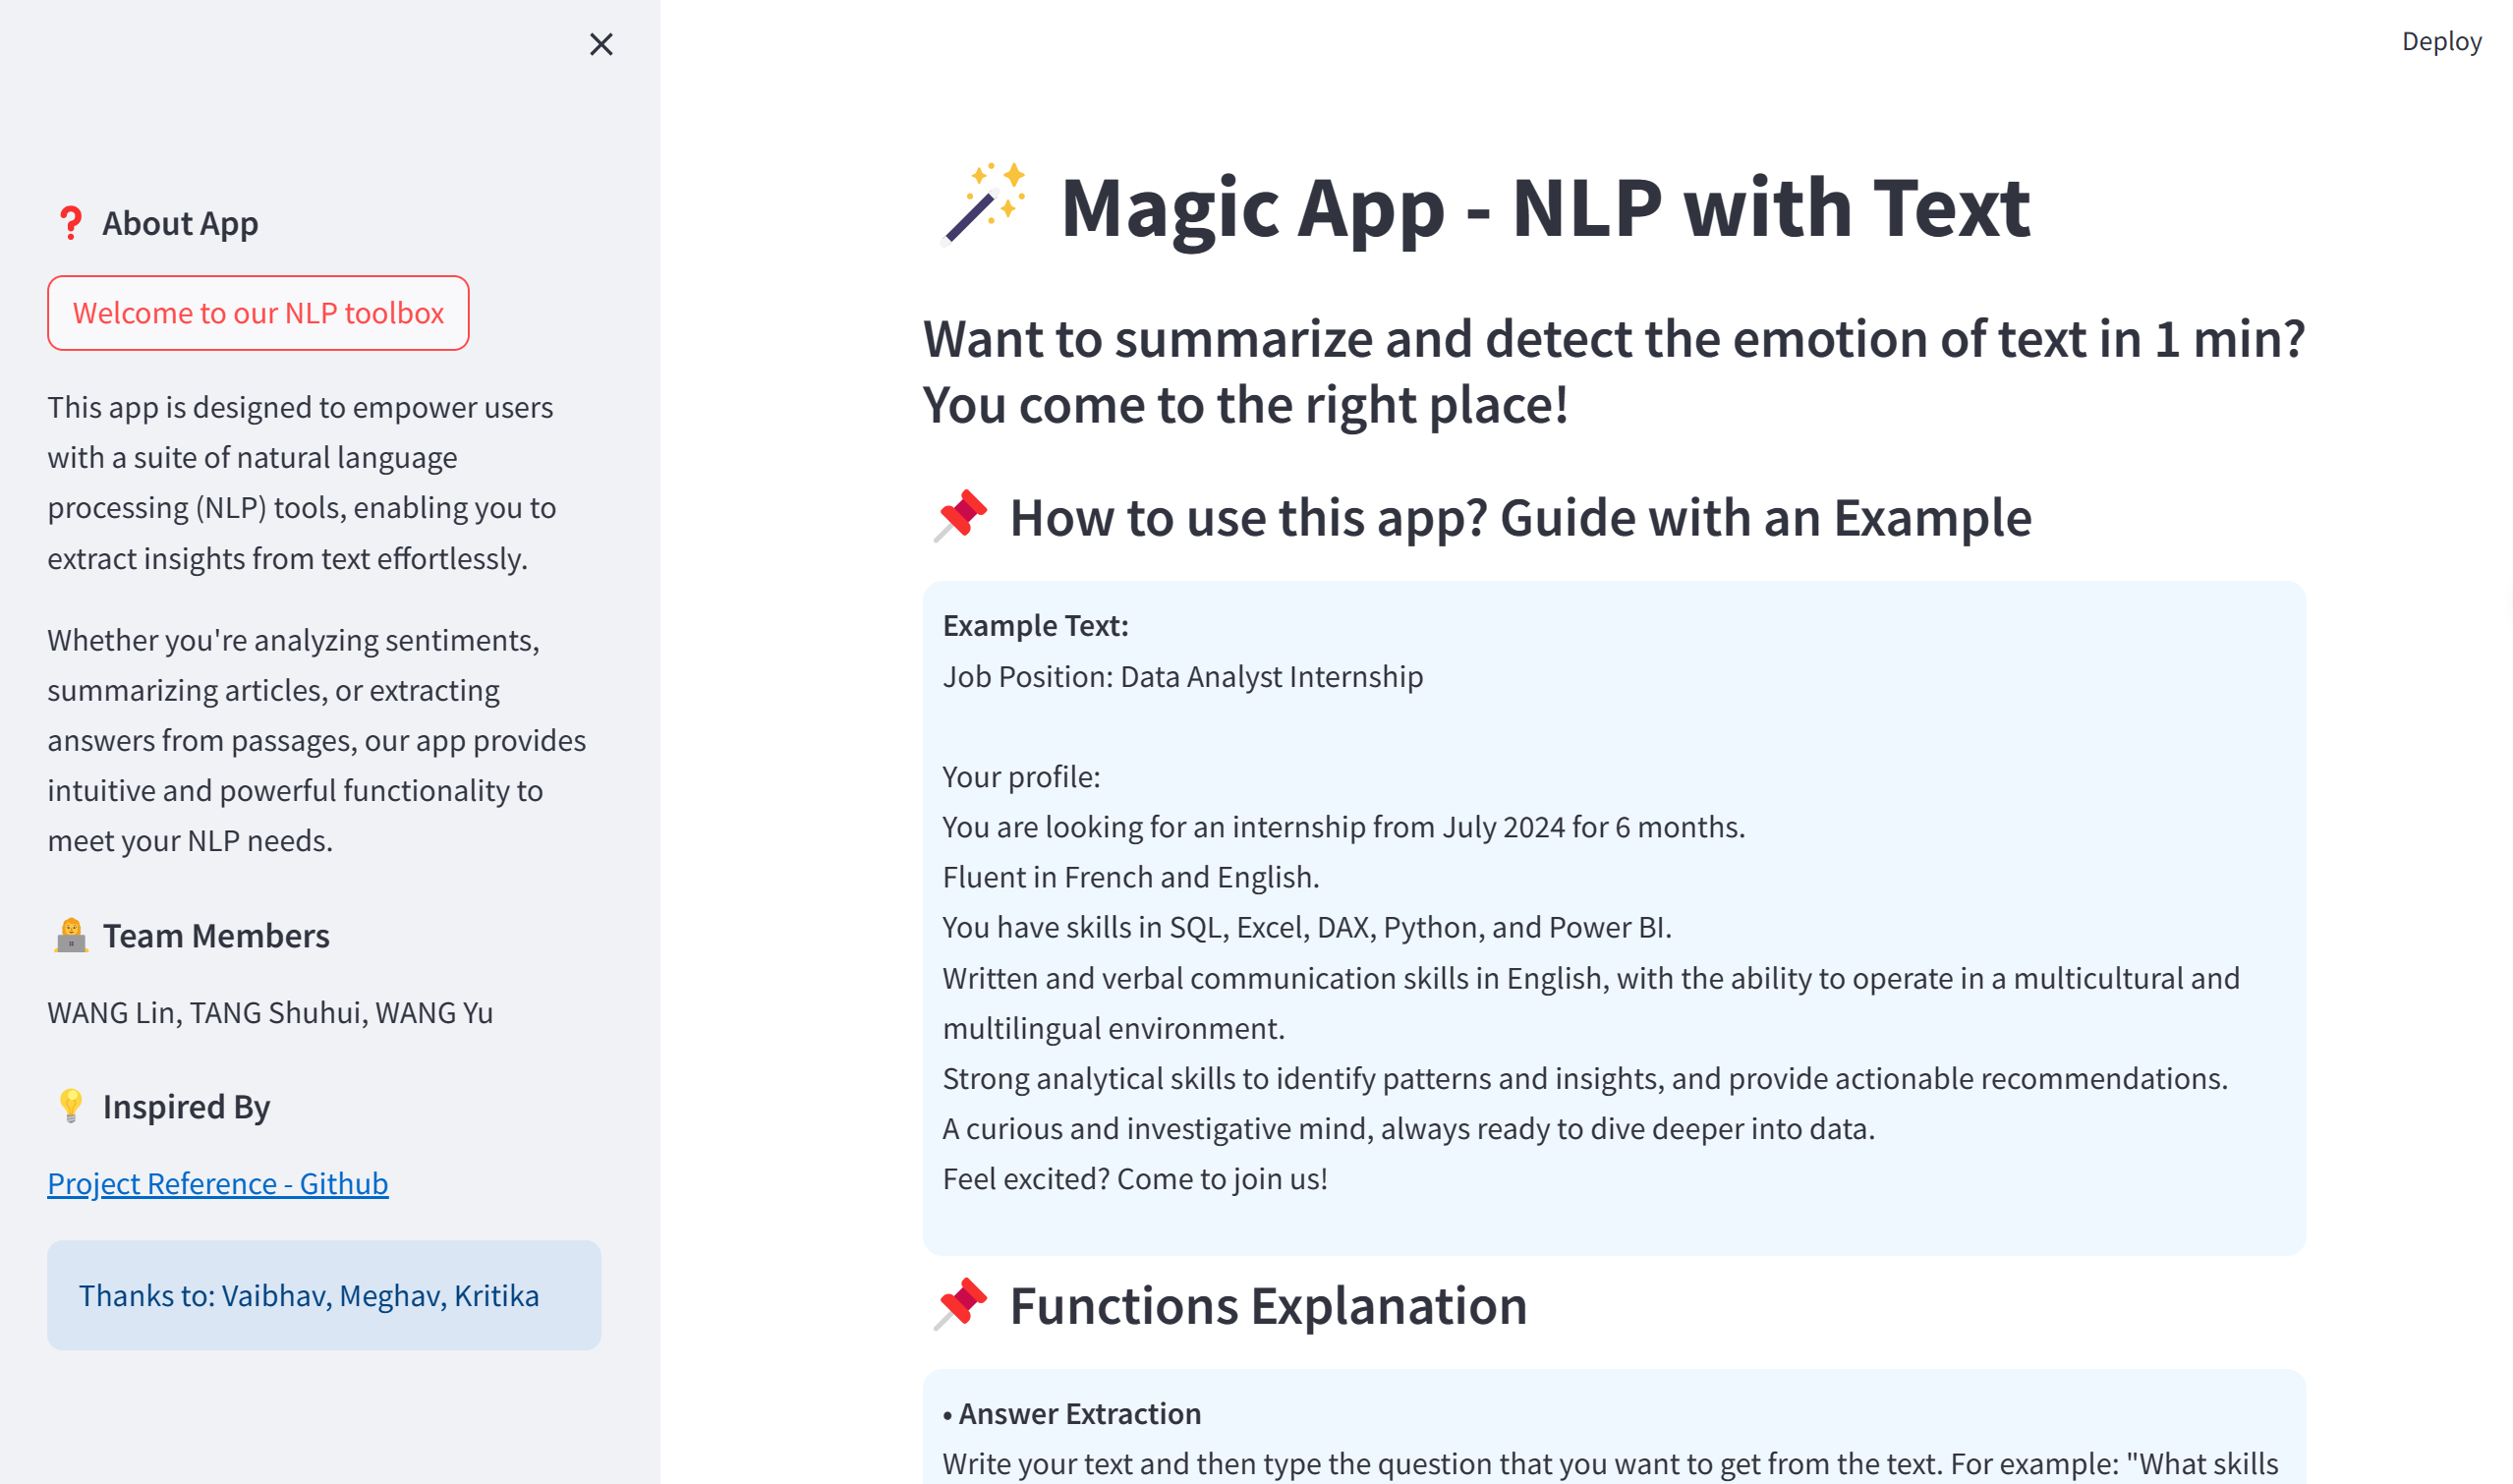 Deploy
About App
Welcome to our NLP toolbox
This app is designed to empower users
with a suite of natural language
processing (NLP) tools, enabling you to
extract insights from text effortlessly.
Whether you're analyzing sentiments,
summarizing articles, or extracting
answers from passages, our app provides
intuitive and powerful functionality to
meet your NLP needs.
Team Members
WANG Lin, TANG Shuhui, WANG Yu
Inspired By
Project Reference - Github
Thanks to: Vaibhav, Meghav, Kritika
Magic App - NLP with Text
Want to summarize and detect the emotion of text in 1 min?
You come to the right place!
How to use this app? Guide with an Example
Example Text:
Job Position: Data Analyst Internship
Your profile:
You are looking for an internship from July 2024 for 6 months.
Fluent in French and English.
You have skills in SQL, Excel, DAX, Python, and Power BI.
Written and verbal communication skills in English, with the ability to operate in a multicultural and
multilingual environment.
Strong analytical skills to identify patterns and insights, and provide actionable recommendations.
A curious and investigative mind, always ready to dive deeper into data.
Feel excited? Come to join us!
Functions Explanation
• Answer Extraction
Write your text and then type the question that you want to get from the text. For example: "What skills